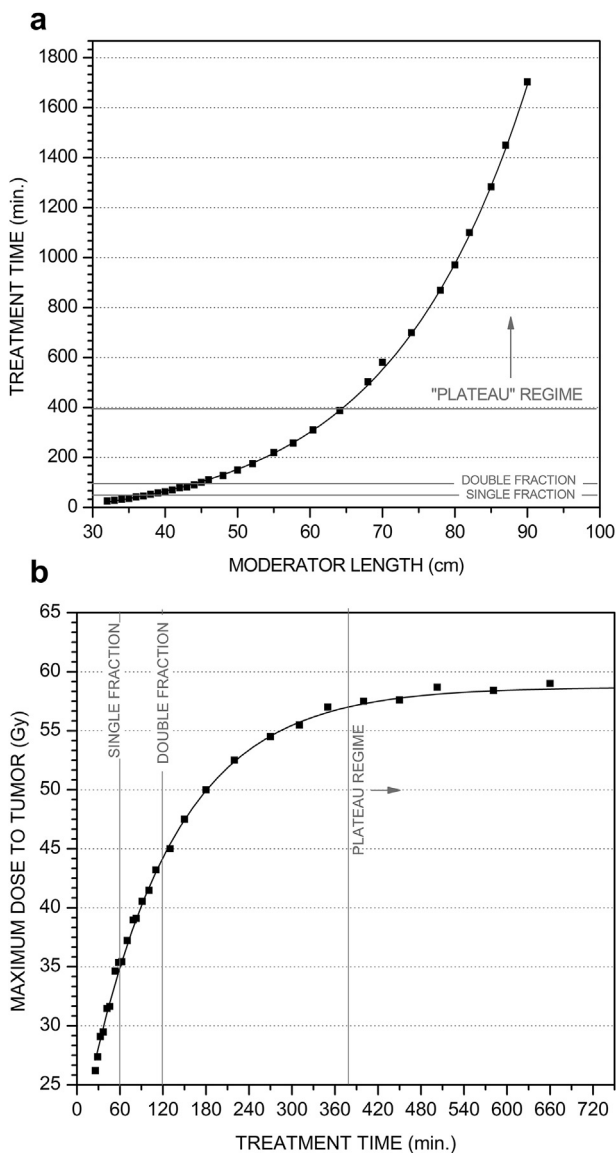 a
1800
1600
1400
1200
1000
800
600
400
200
0
TREATMENT TIME (min.)
"PLATEAU" REGIME
DOUBLE FRACTION
SINGLE FRACTION
30 40 50 60 70 80 90 100
MODERATOR LENGTH (cm)
b
65
60
55
50
45
40
35
30
25
MAXIMUM DOSE TO TUMOR (Gy)
SINGLE FRACTION
DOUBLE FRACTION
PLATEAU REGIME
0 60 120 180 240 300 360 420 480 540 600 660 720
TREATMENT TIME (min.)